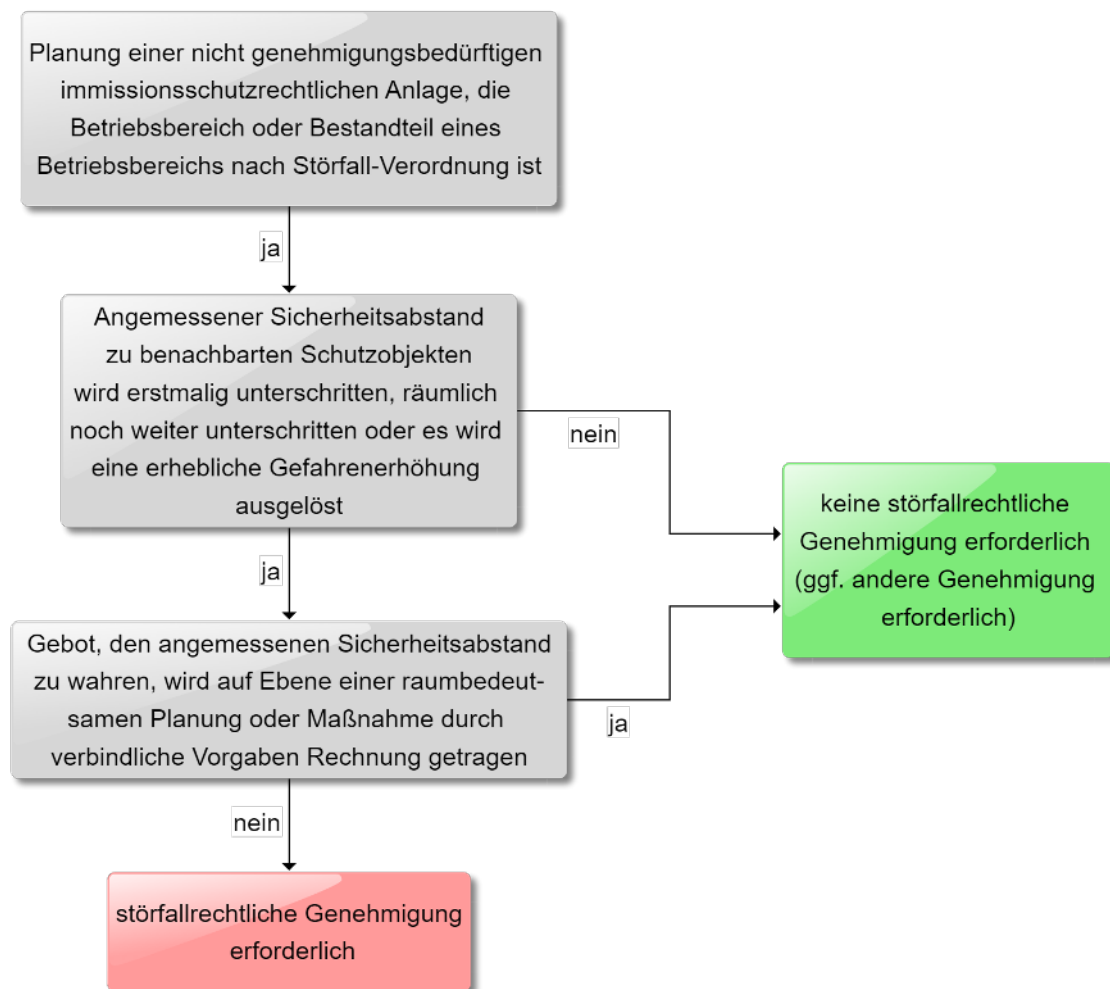 Planung einer nicht genehmigungsbedürftigen
immissionsschutzrechtlichen Anlage, die
Betriebsbereich oder Bestandteil eines
Betriebsbereichs nach Störfall-Verordnung ist
ja
Angemessener Sicherheitsabstand
zu benachbarten Schutzobjekten
wird erstmalig unterschritten, räumlich
noch weiter unterschritten oder es wird
eine erhebliche Gefahrenerhöhung
ausgelöst
nein
keine störfallrechtliche
Genehmigung erforderlich
(ggf. andere Genehmigung
erforderlich)
ja
Gebot, den angemessenen Sicherheitsabstand
zu wahren, wird auf Ebene einer raumbedeut-
samen Planung oder Maßnahme durch
verbindliche Vorgaben Rechnung getragen
ja
nein
störfallrechtliche Genehmigung
erforderlich